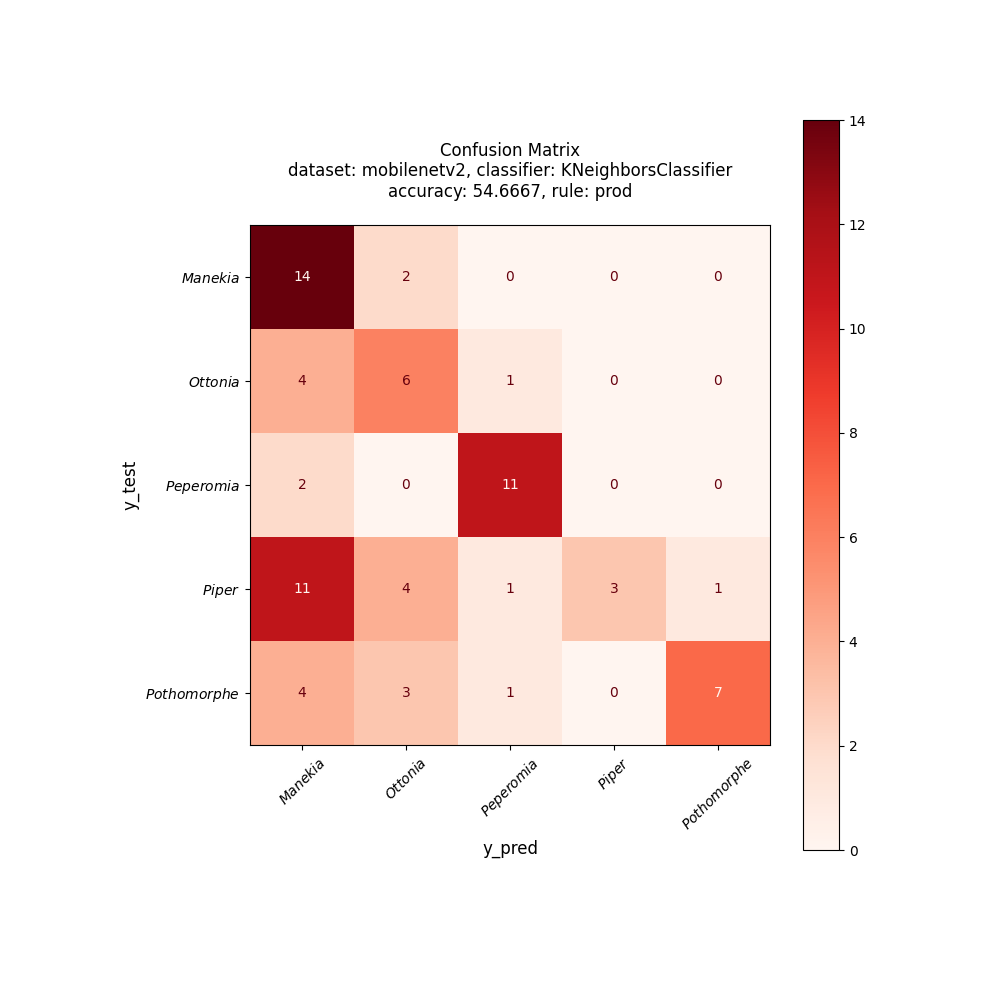 Confusion Matrix
dataset: mobilenetv2, classifier: KNeighborsClassifier
accuracy: 54.6667, rule: prod
14
12
10
8
6
4
2
0
y_test
Manekia 14 2 0 0 0
Ottonia 4 6 1 0 0
Peperomia 2 0 11 0 0
Piper 11 4 1 3 1
Pothomorphe 4 3 1 0 7
Manekia Ottonia Peperomia Piper Pothomorphe
y_pred